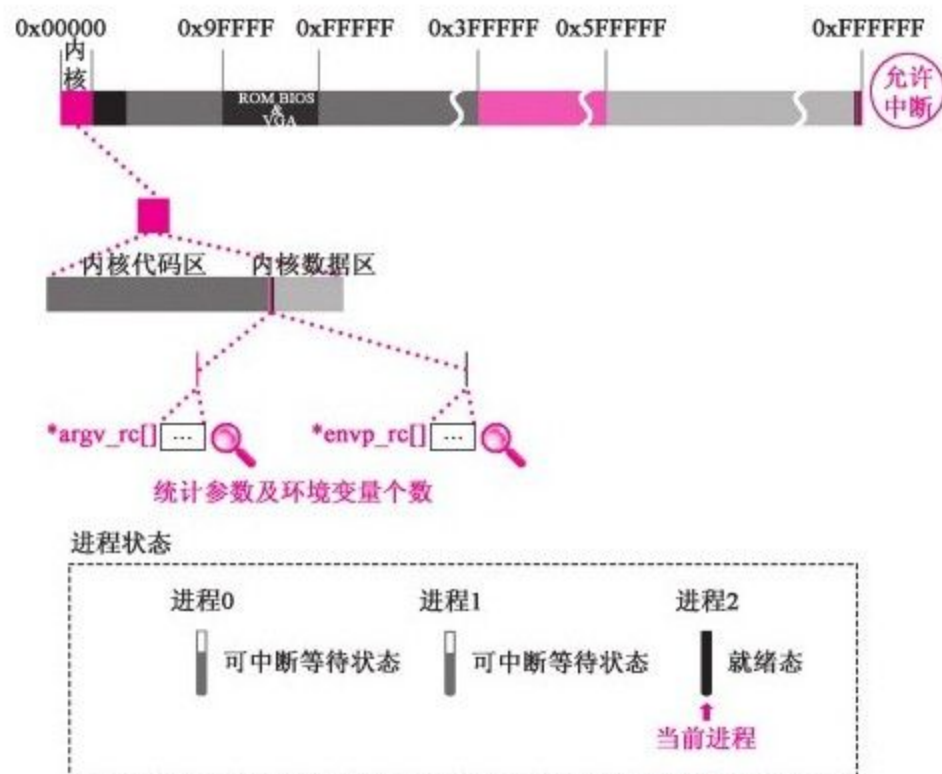 0x00000 0x9FFFF 0xFFFFF 0x3FFFFF 0x5FFFFF 0xFFFFFF
内核
ROM BIOS
&
VGA
允许
中断
内核代码区 内核数据区
*argv_rc[] ... *envp_rc[] ...
统计参数及环境变量个数
进程状态
进程0 进程1 进程2
可中断等待状态 可中断等待状态 就绪态
当前进程